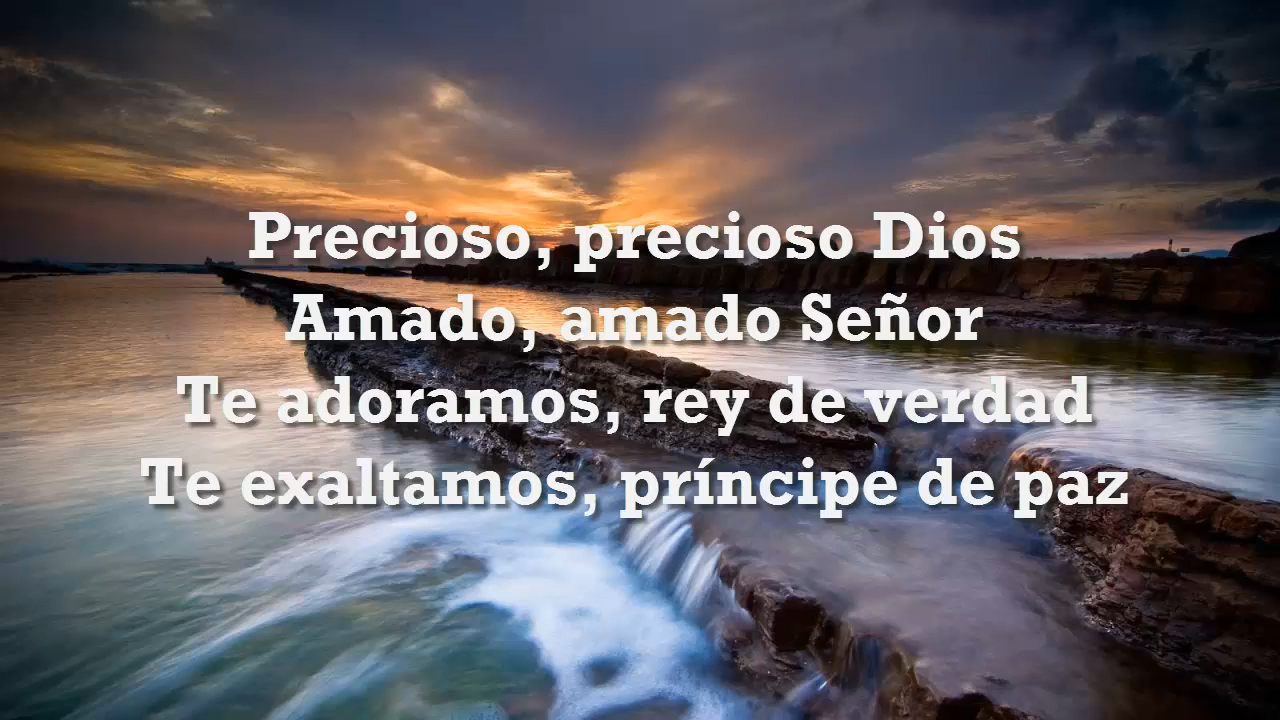 Precioso, precioso Dios
Amado, amado Señor
Te adoramos, rey de verdad
Te exaltamos, príncipe de paz